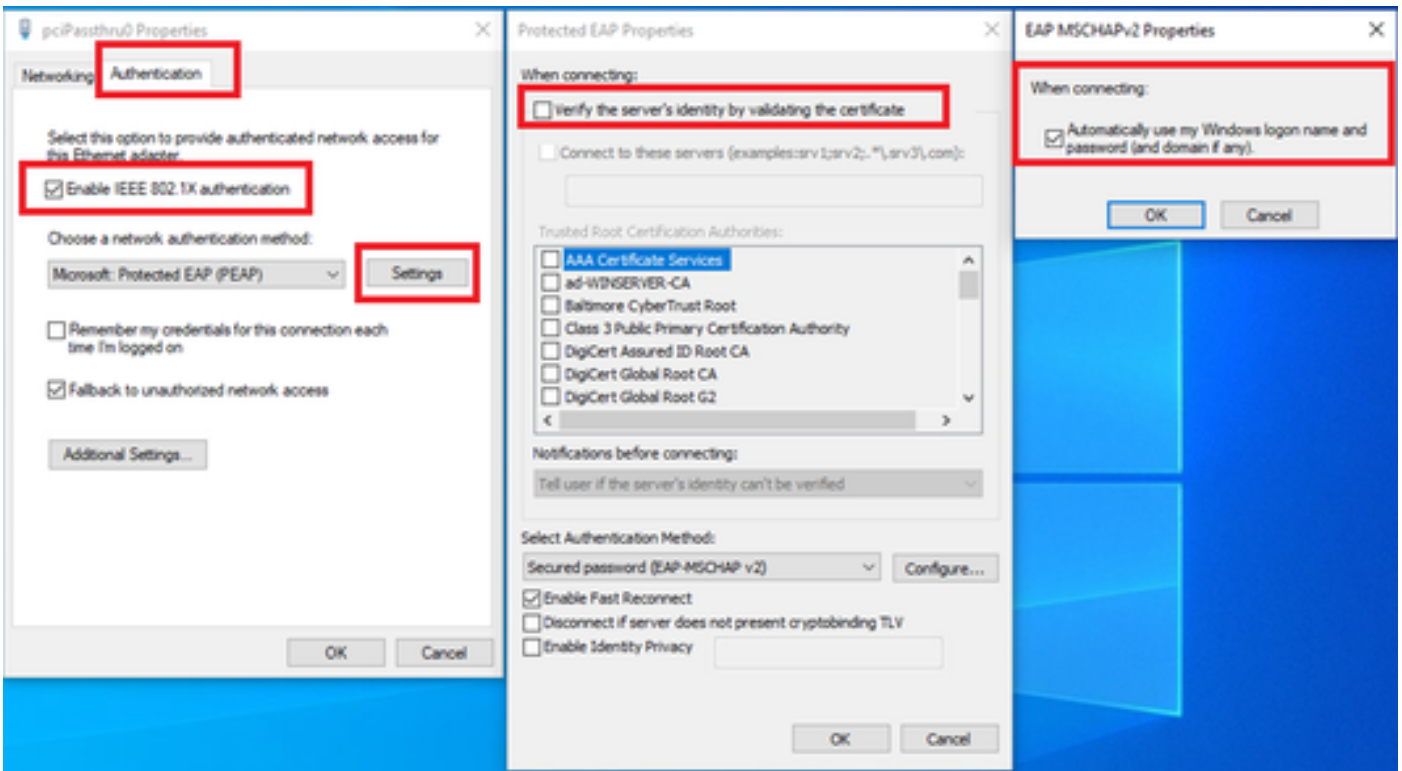 pciPassthru0 Properties
Networking
Authentication
Select this option to provide authenticated network access for
this Ethernet adapter.
Enable IEEE 802.1X authentication
Choose a network authentication method:
Microsoft: Protected EAP (PEAP)
Settings
Remember my credentials for this connection each
time I'm logged on
Fallback to unauthorized network access
Additional Settings...
OK
Cancel
Protected EAP Properties
When connecting:
Verify the server's identity by validating the certificate
Connect to these servers (examples:srv1;srv2;.*\.srv3\.com):
Trusted Root Certification Authorities:
AAA Certificate Services
ad-WINSERVER-CA
Baltimore CyberTrust Root
Class 3 Public Primary Certification Authority
DigiCert Assured ID Root CA
DigiCert Global Root CA
DigiCert Global Root G2
Notifications before connecting:
Tell user if the server's identity can't be verified
Select Authentication Method:
Secured password (EAP-MSCHAP v2)
Configure...
Enable Fast Reconnect
Disconnect if server does not present cryptobinding TLV
Enable Identity Privacy
OK
Cancel
EAP MSCHAPv2 Properties
When connecting:
Automatically use my Windows logon name and
password (and domain if any).
OK
Cancel